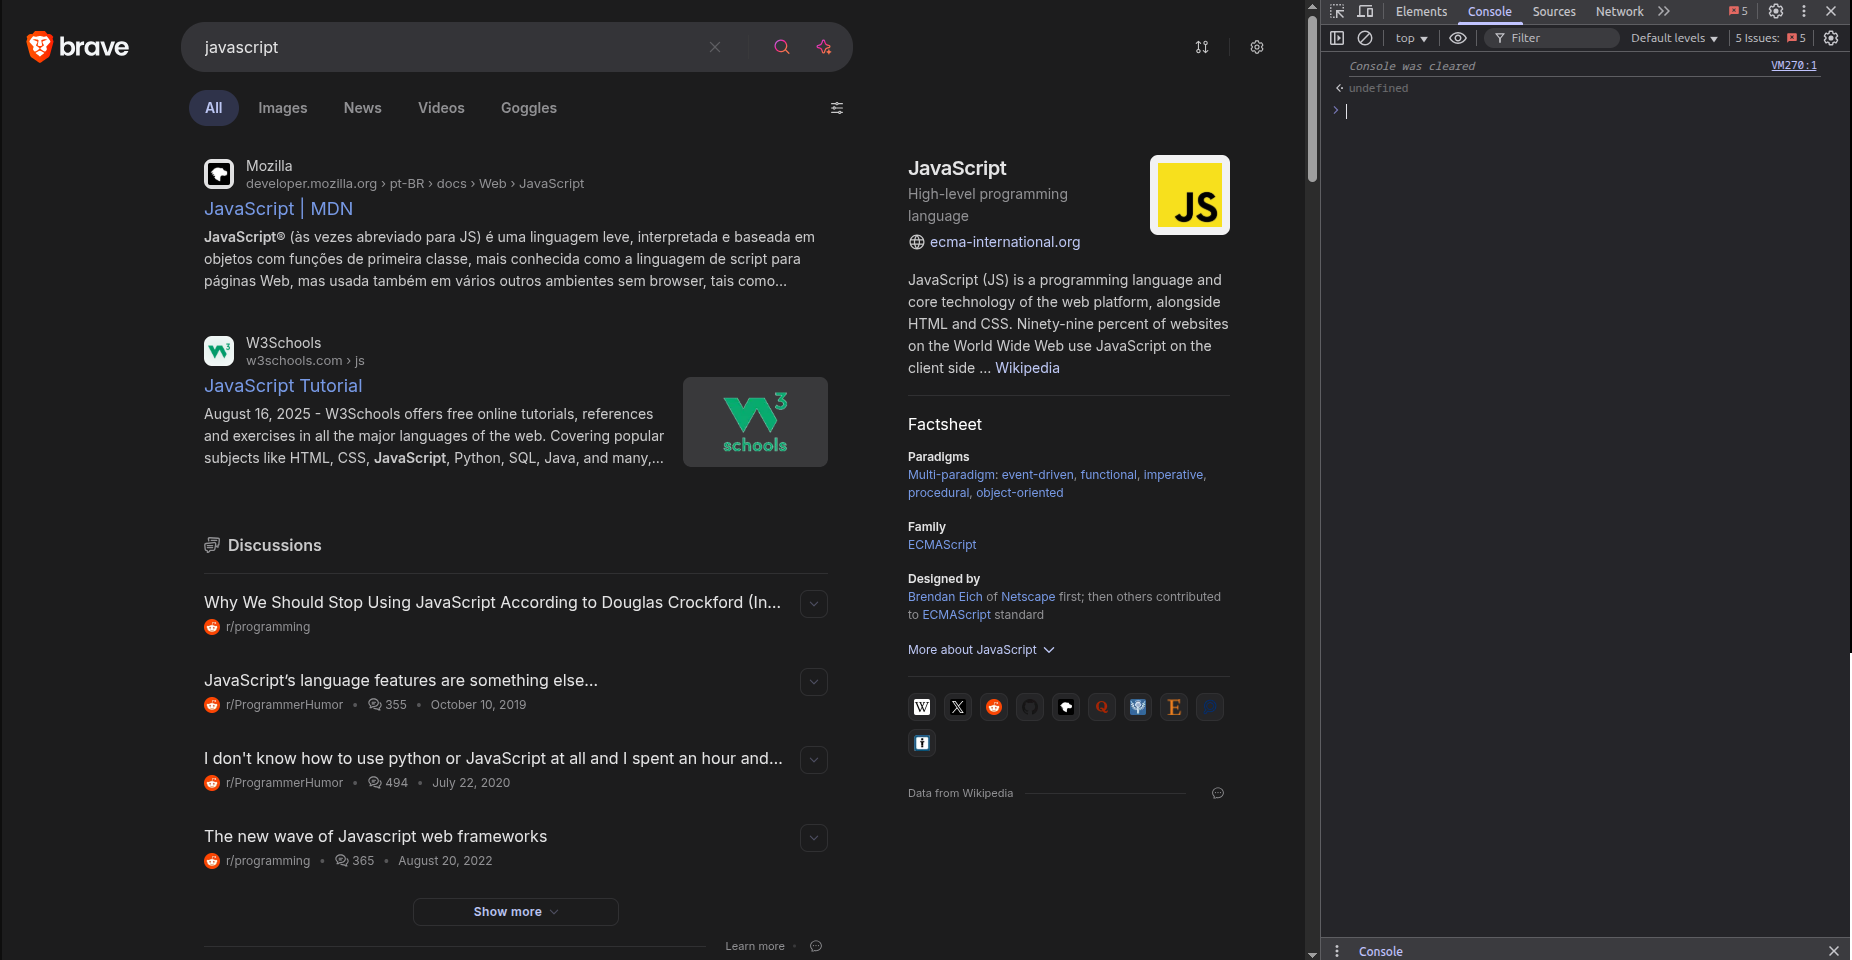 brave
javascript
All
Images
News
Videos
Goggles
Mozilla
developer.mozilla.org › pt-BR › docs › Web › JavaScript
JavaScript | MDN
JavaScript® (às vezes abreviado para JS) é uma linguagem leve, interpretada e baseada em
objetos com funções de primeira classe, mais conhecida como a linguagem de script para
páginas Web, mas usada também em vários outros ambientes sem browser, tais como...
W3Schools
w3schools.com › js
JavaScript Tutorial
August 16, 2025 - W3Schools offers free online tutorials, references
and exercises in all the major languages of the web. Covering popular
subjects like HTML, CSS, JavaScript, Python, SQL, Java, and many,...
W3
schools
Discussions
Why We Should Stop Using JavaScript According to Douglas Crockford (In...
r/programming
JavaScript's language features are something else...
r/ProgrammerHumor • 355 • October 10, 2019
I don't know how to use python or JavaScript at all and I spent an hour and...
r/ProgrammerHumor • 494 • July 22, 2020
The new wave of Javascript web frameworks
r/programming • 365 • August 20, 2022
Show more
Learn more
JavaScript
High-level programming
language
ecma-international.org
JS
JavaScript (JS) is a programming language and
core technology of the web platform, alongside
HTML and CSS. Ninety-nine percent of websites
on the World Wide Web use JavaScript on the
client side ... Wikipedia
Factsheet
Paradigms
Multi-paradigm: event-driven, functional, imperative,
procedural, object-oriented
Family
ECMAScript
Designed by
Brendan Eich of Netscape first; then others contributed
to ECMAScript standard
More about JavaScript
W
X
Q
E
Data from Wikipedia
Elements
Console
Sources
Network
5
top
Filter
Default levels
5 Issues:
5
Console was cleared
VM270:1
undefined
Console